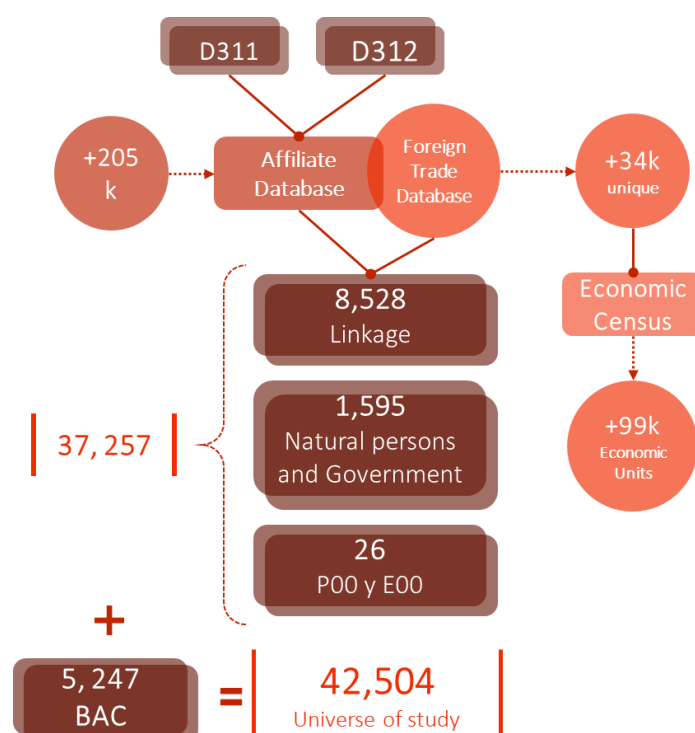 D311
D312
+205
k
Affiliate
Database
Foreign
Trade
Database
+34k
unique
8,528
Linkage
Economic
Census
1,595
Natural persons
and Government
37, 257
+99k
Economic
Units
26
P00 y E00
+
5, 247
BAC
=
42,504
Universe of study